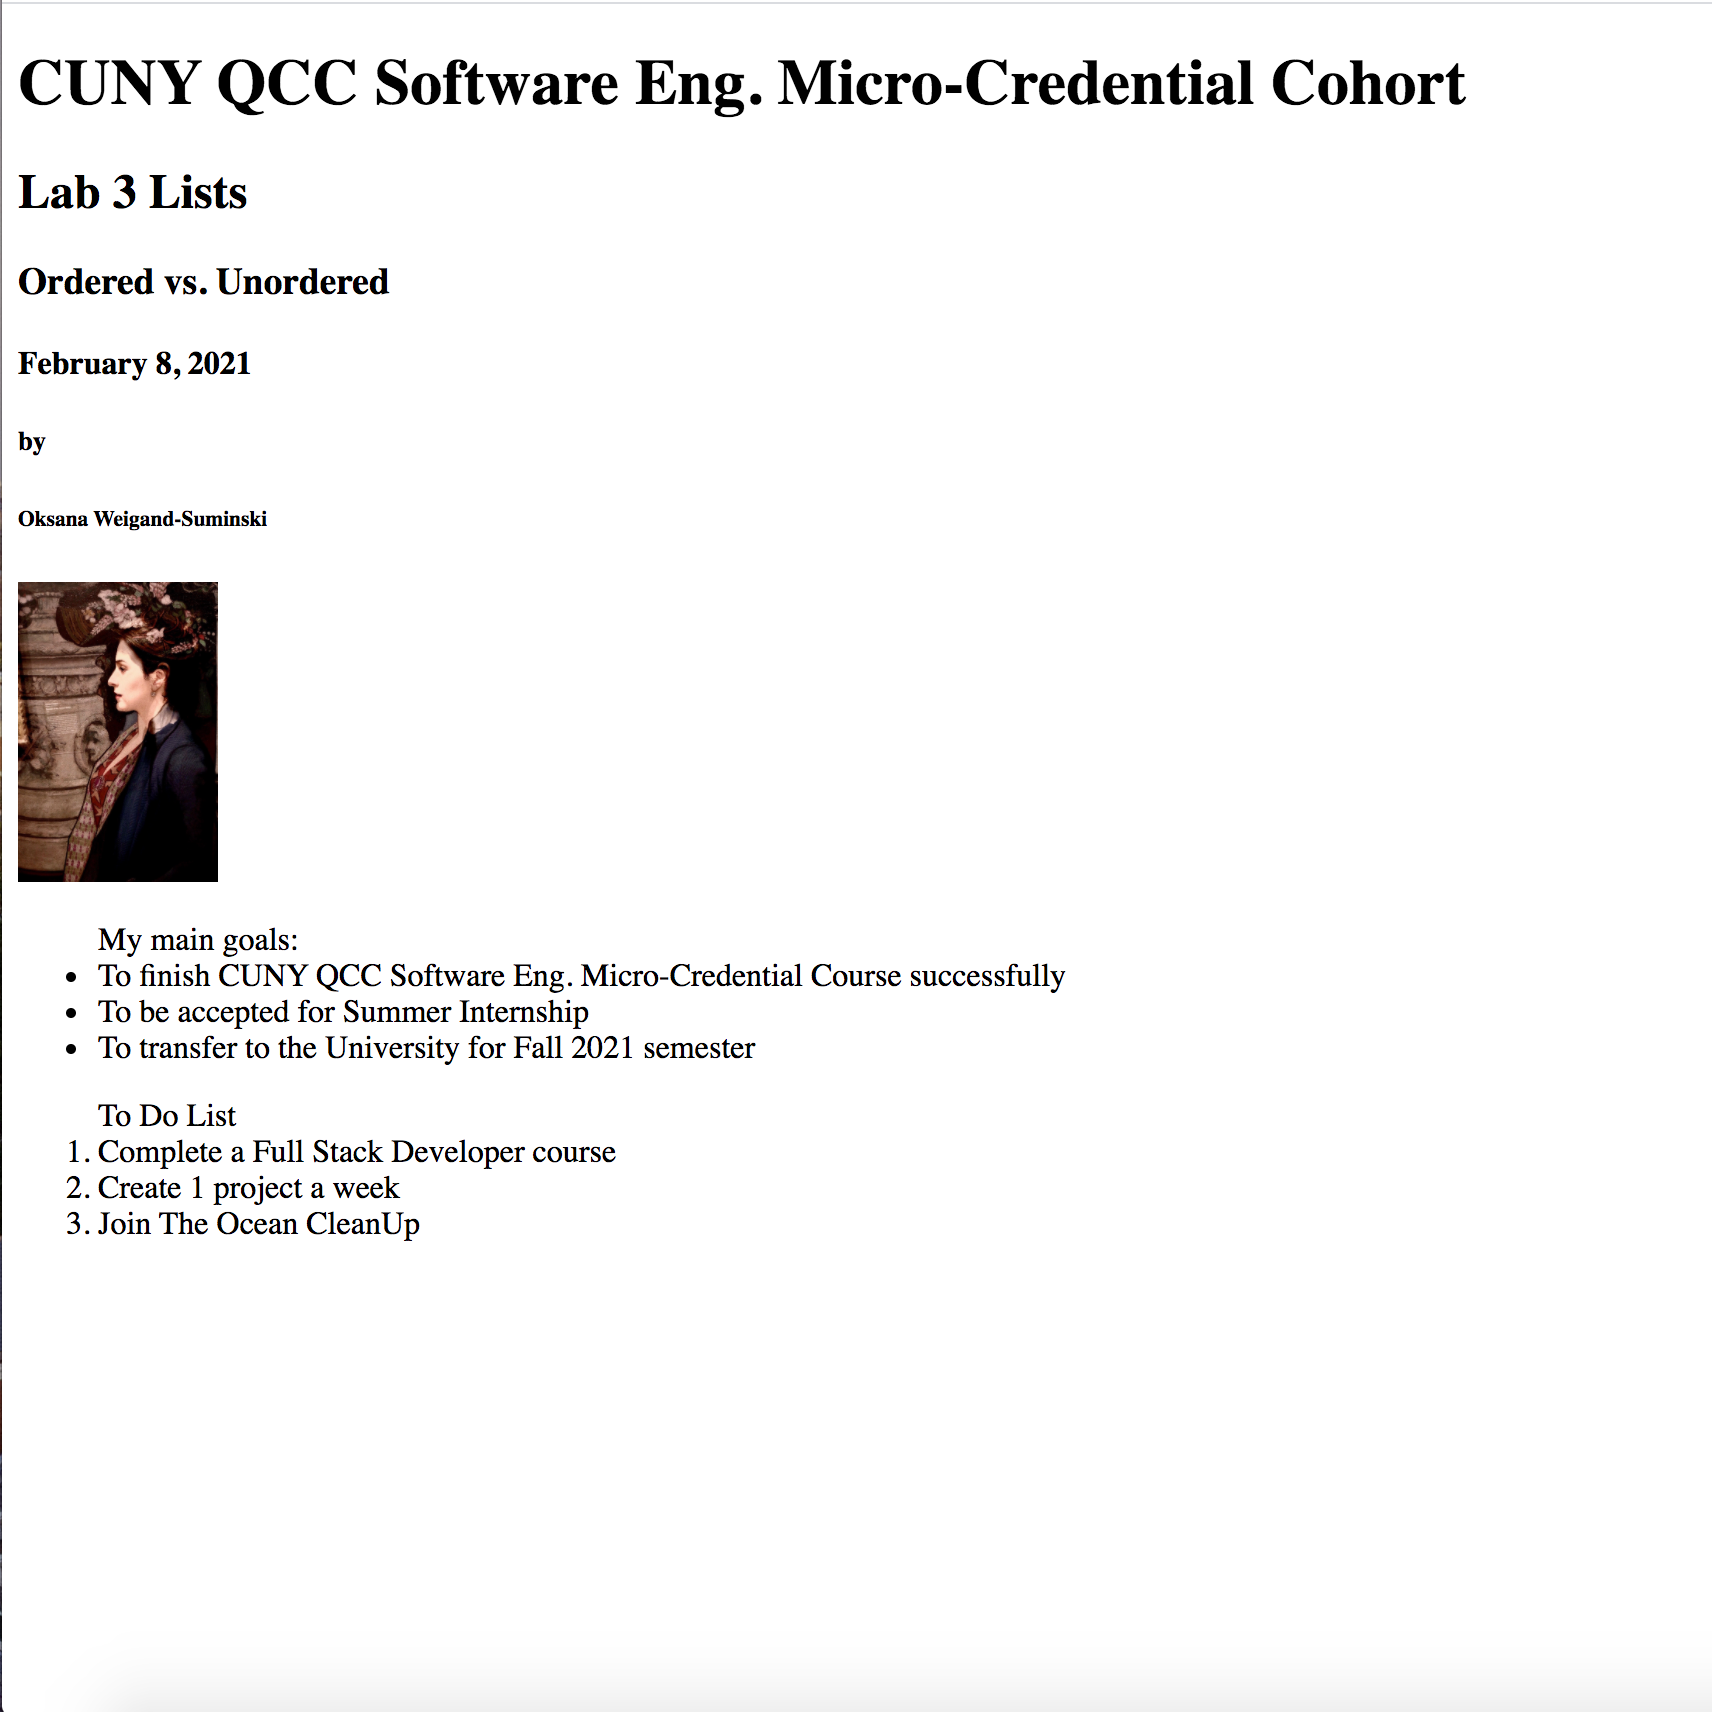 CUNY QCC Software Eng. Micro-Credential Cohort
Lab 3 Lists
Ordered vs. Unordered
February 8, 2021
by
Oksana Weigand-Suminski
My main goals:
• To finish CUNY QCC Software Eng. Micro-Credential Course successfully
• To be accepted for Summer Internship
• To transfer to the University for Fall 2021 semester
To Do List
1. Complete a Full Stack Developer course
2. Create 1 project a week
3. Join The Ocean CleanUp